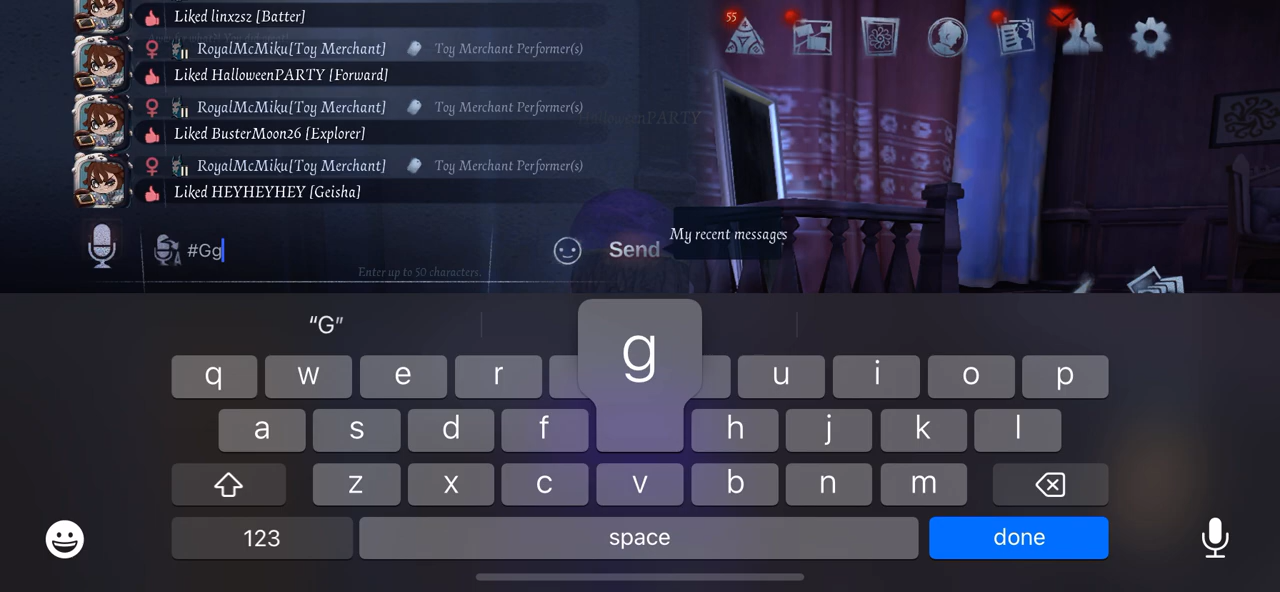 Liked linxzsz [Batter]
55
RoyalMcMiku[Toy Merchant] Toy Merchant Performer(s)
Liked HalloweenPARTY [Forward]
RoyalMcMiku[Toy Merchant] Toy Merchant Performer(s)
HalloweenPARTY
Liked BusterMoon26 [Explorer]
RoyalMcMiku[Toy Merchant] Toy Merchant Performer(s)
Liked HEYHEYHEY [Geisha]
My recent messages
#Gg Send
Enter up to 50 characters.
“G”
g
q w e r u i o p
a s d f h j k l
z x c v b n m
123 space done